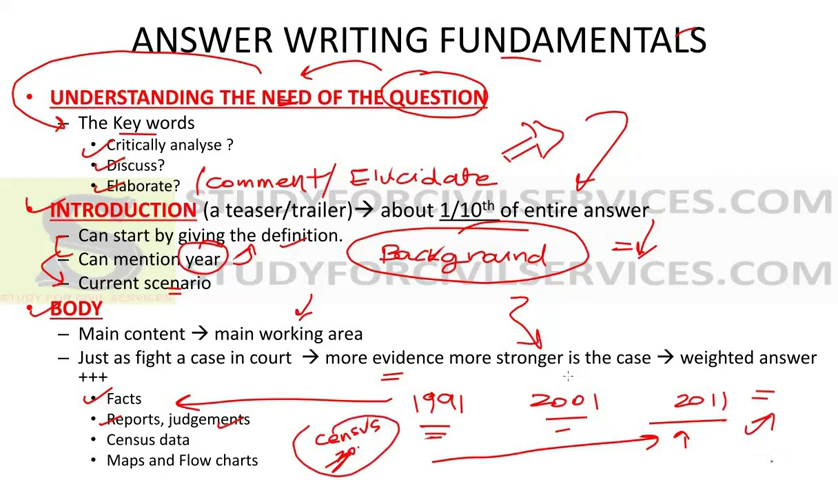 ANSWER WRITING FUNDAMENTALS
• UNDERSTANDING THE NEED OF THE QUESTION
– The Key words
• Critically analyse ?
• Discuss?
• Elaborate? /comment/ Elucidate
STUDYFORCIVILSERVICES.COM
INTRODUCTION (a teaser/trailer)→ about 1/10th of entire answer
– Can start by giving the definition.
– Can mention year
Background
– Current scenario
STUDYFORCIVILSERVICES.COM
STUDY FOR CIVIL SERVICES
• BODY
– Main content → main working area
– Just as fight a case in court → more evidence more stronger is the case → weighted answer
+++
• Facts
1991 2001 2011
• Reports, judgements
• Census data
census
• Maps and Flow charts